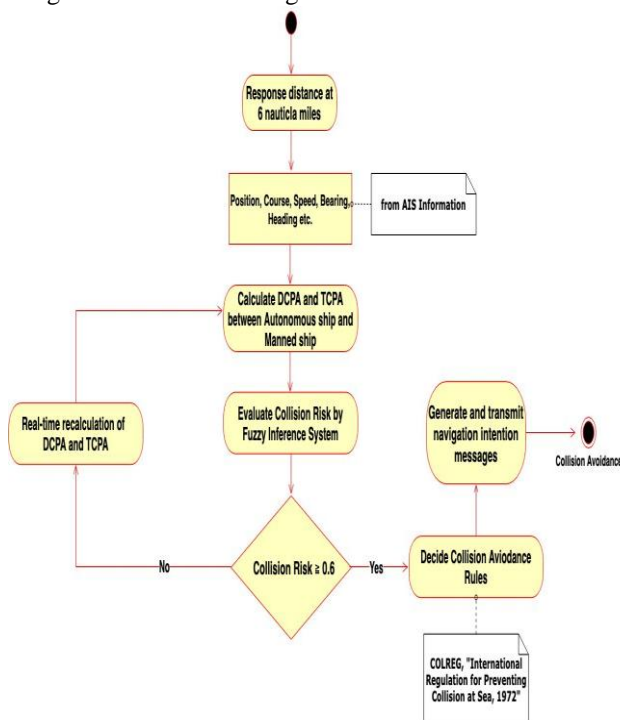 Response distance at
6 nauticla miles
Position, Course, Speed, Bearing,
Heading etc.
from AIS Information
Calculate DCPA and TCPA
between Autonomous ship and
Manned ship
Evaluate Collision Risk by
Fuzzy Inference System
Real-time recalculation of
DCPA and TCPA
Generate and transmit
navigation intention
messages
Collision Avoidance
No
Collision Risk ≥ 0.6
Yes
Decide Collision Aviodance
Rules
COLREG, "International
Regulation for Preventing
Collision at Sea, 1972"